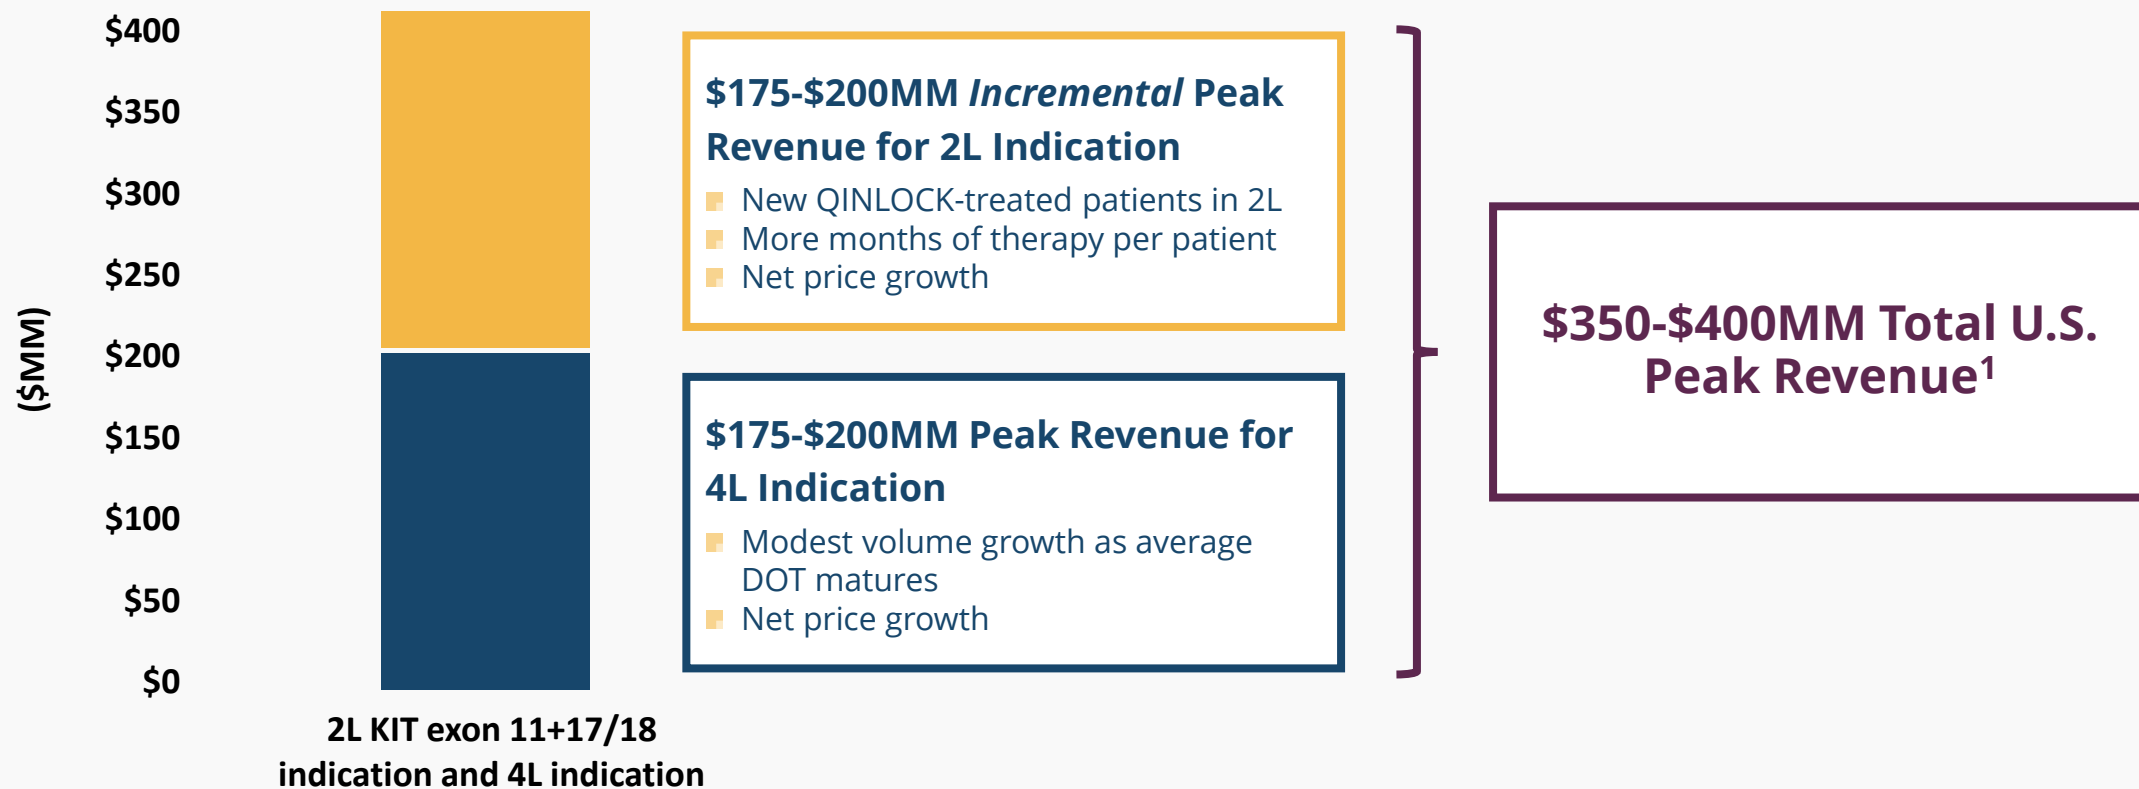 ($MM)
$400
$350
$300
$250
$200
$150
$100
$50
$0
2L KIT exon 11+17/18
indication and 4L indication
$175-$200MM Incremental Peak
Revenue for 2L Indication
New QINLOCK-treated patients in 2L
More months of therapy per patient
Net price growth
$175-$200MM Peak Revenue for
4L Indication
Modest volume growth as average
DOT matures
Net price growth
$350-$400MM Total U.S.
Peak Revenue¹